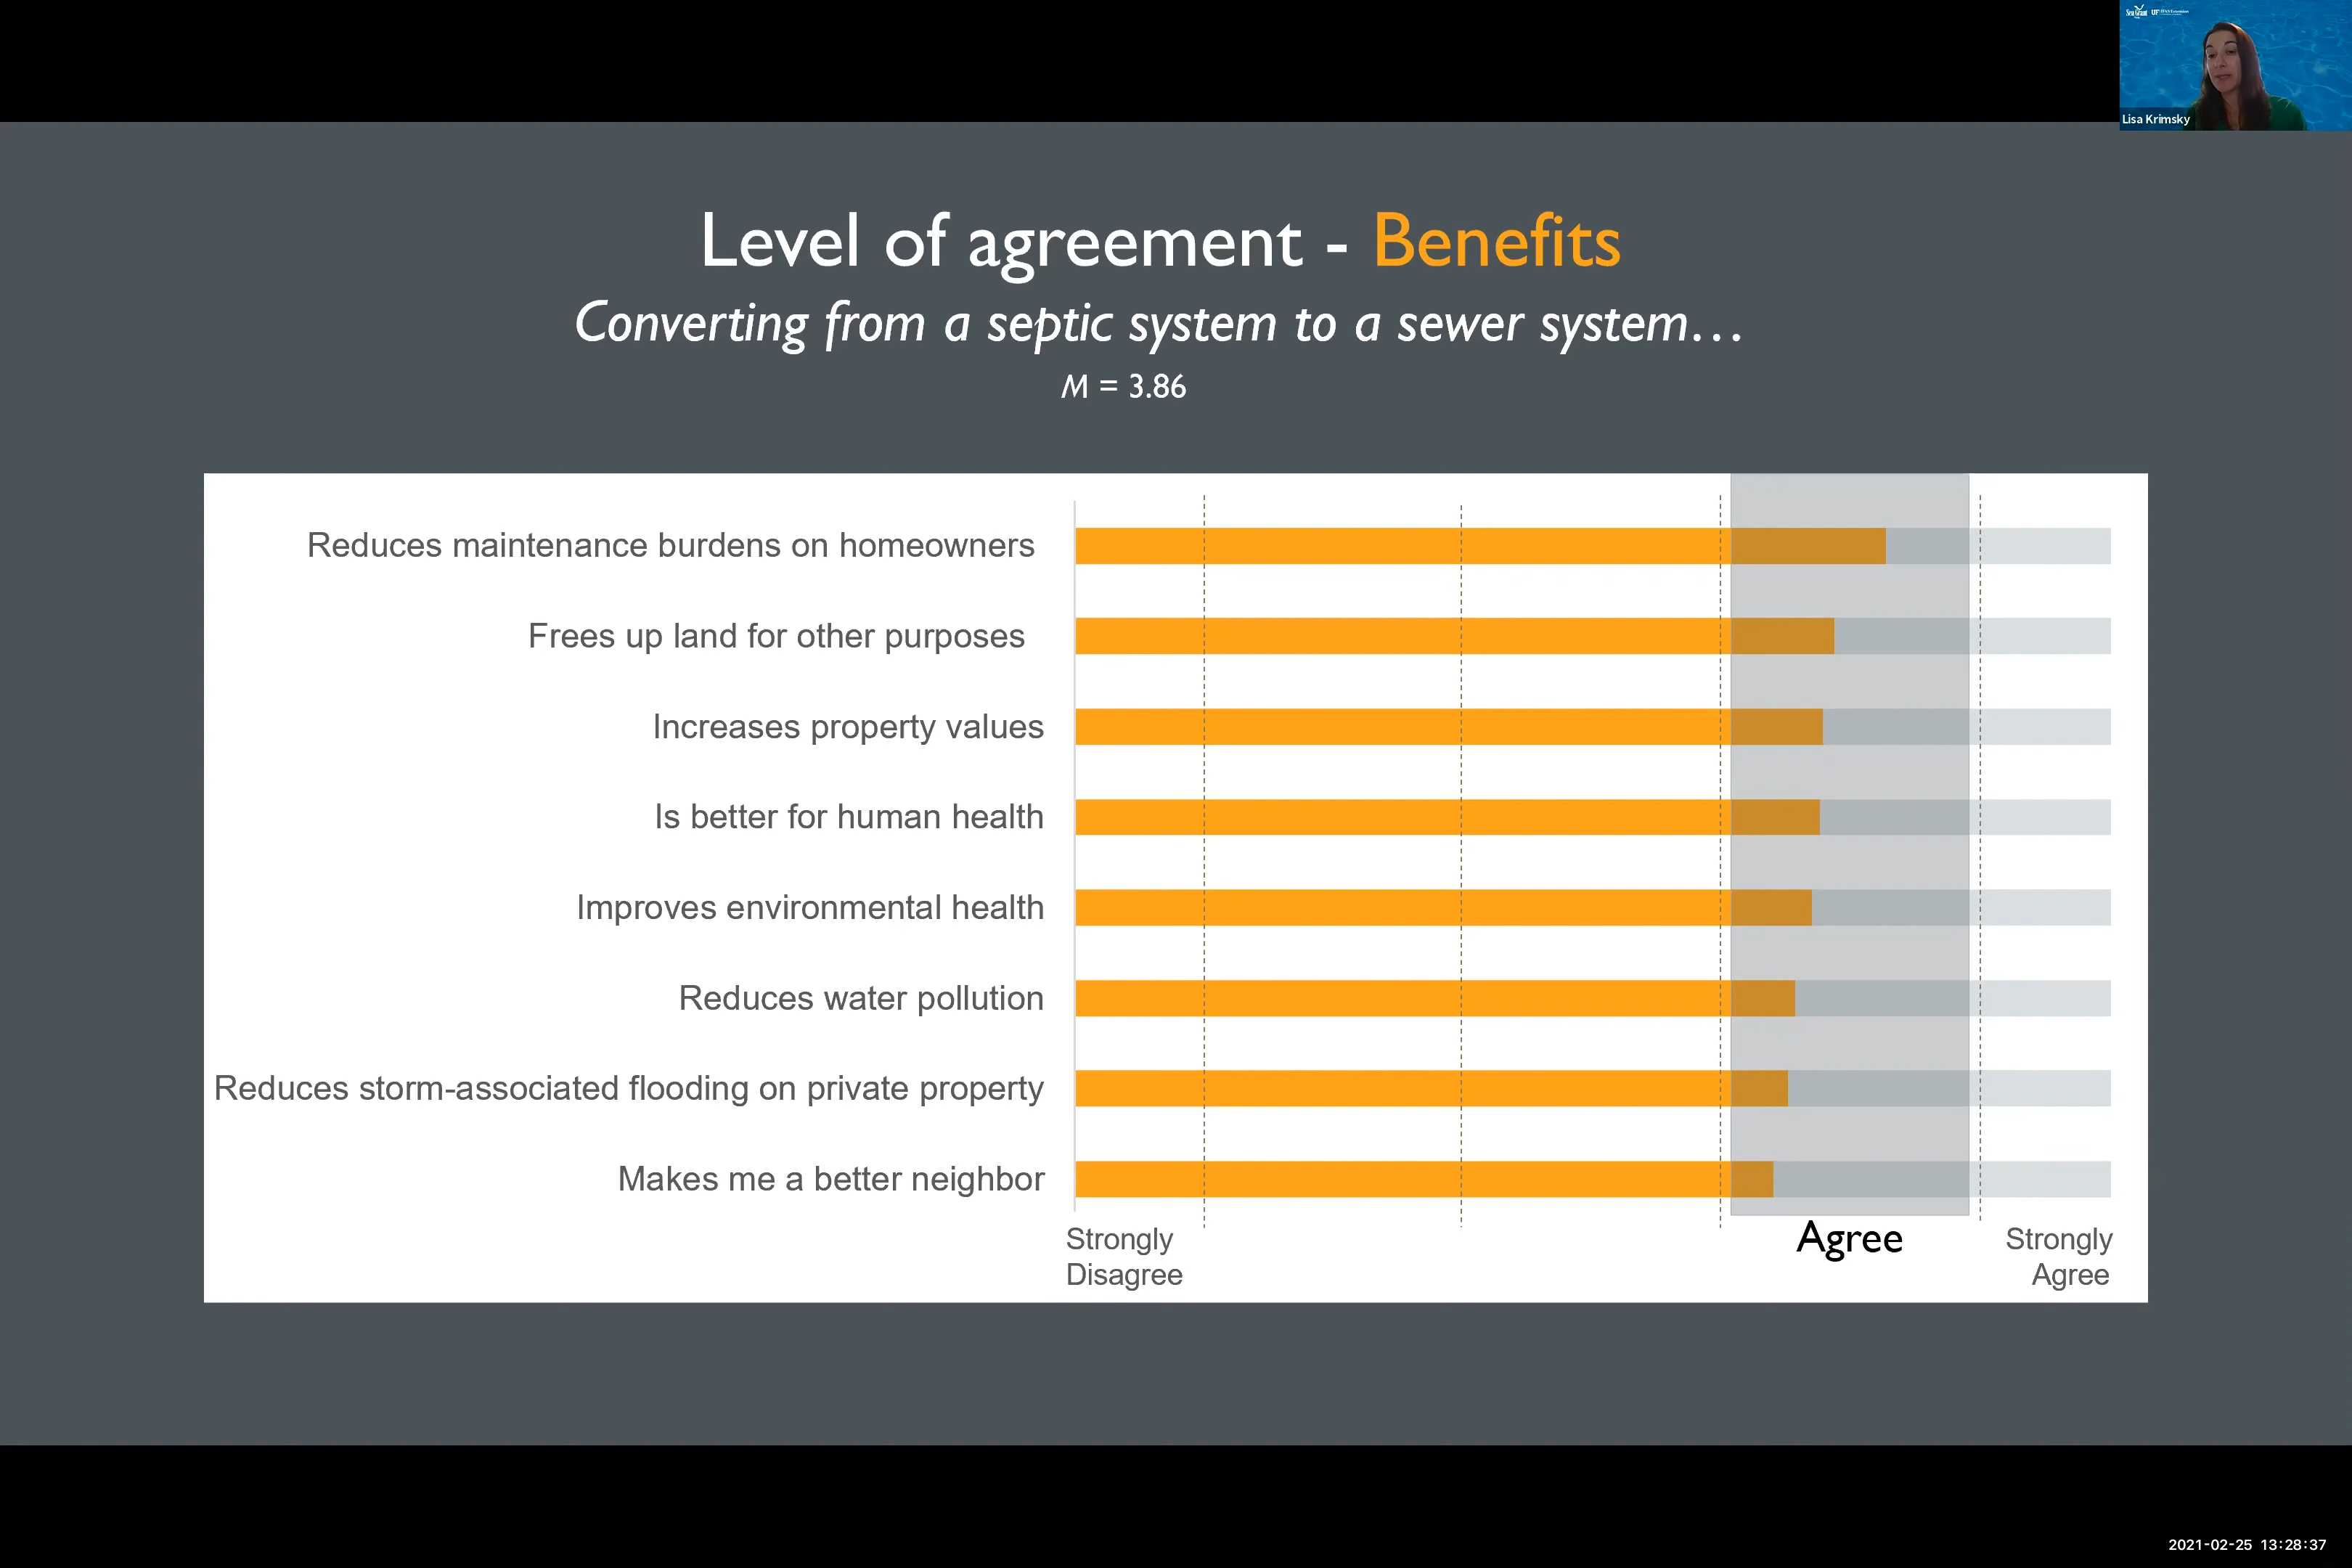 Sea Grant
UF
Lisa Krimsky
Level of agreement - Benefits
Converting from a septic system to a sewer system…
M = 3.86
Reduces maintenance burdens on homeowners
Frees up land for other purposes
Increases property values
Is better for human health
Improves environmental health
Reduces water pollution
Reduces storm-associated flooding on private property
Makes me a better neighbor
Strongly
Disagree
Agree
Strongly
Agree
2021-02-25 13:28:37